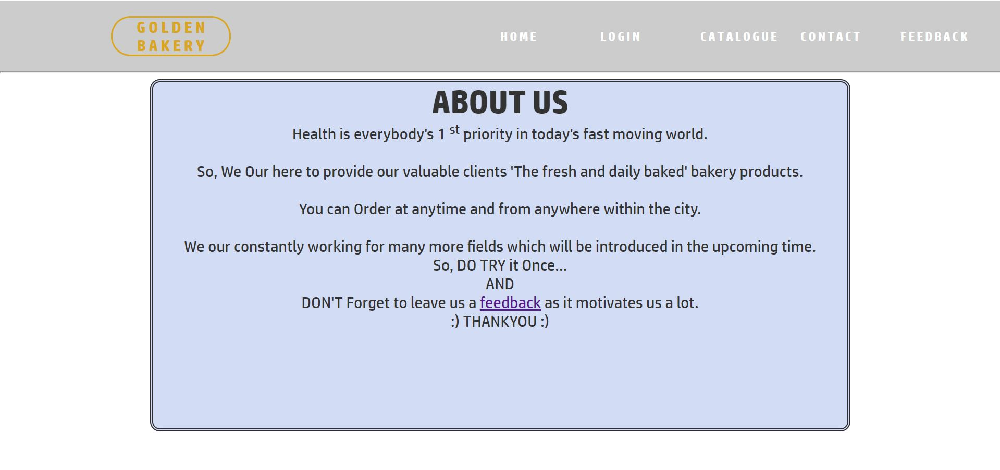 GOLDEN
BAKERY
HOME LOGIN CATALOGUE CONTACT FEEDBACK
ABOUT US
Health is everybody's 1 st priority in today's fast moving world.
So, We Our here to provide our valuable clients 'The fresh and daily baked' bakery products.
You can Order at anytime and from anywhere within the city.
We our constantly working for many more fields which will be introduced in the upcoming time.
So, DO TRY it Once...
AND
DON'T Forget to leave us a feedback as it motivates us a lot.
:) THANKYOU :)